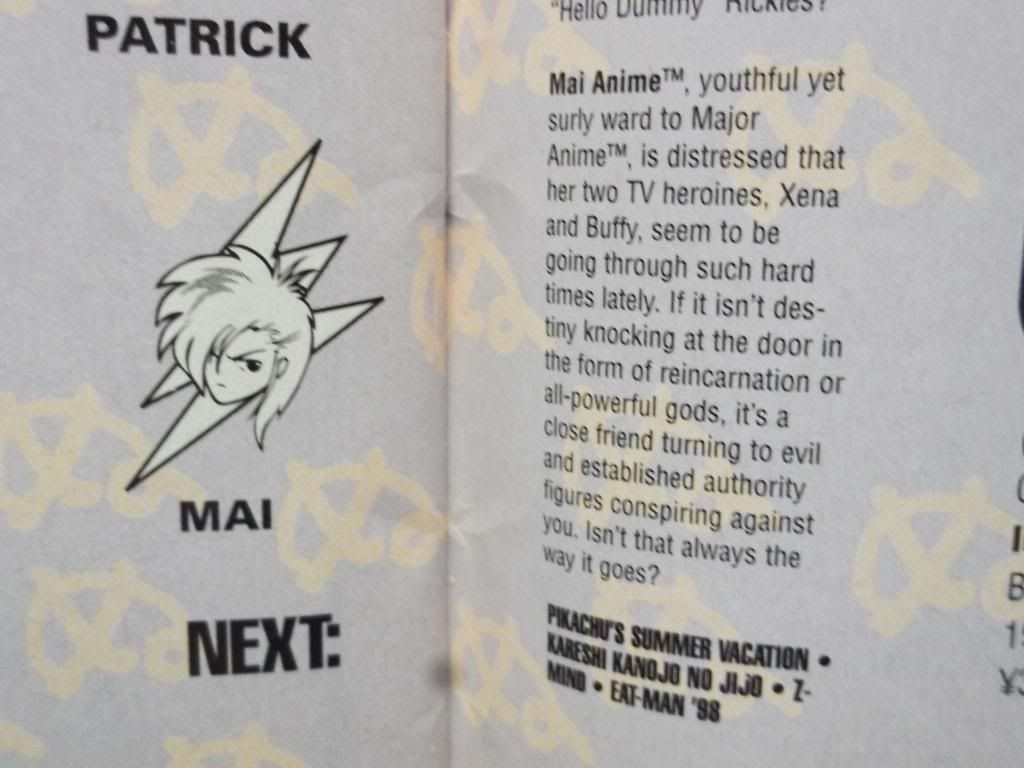 PATRICK
MAI
NEXT:
"Hello Dummy" Rickles?
Mai Anime™, youthful yet
surly ward to Major
Anime™, is distressed that
her two TV heroines, Xena
and Buffy, seem to be
going through such hard
times lately. If it isn't des-
tiny knocking at the door in
the form of reincarnation or
all-powerful gods, it's a
close friend turning to evil
and established authority
figures conspiring against
you. Isn't that always the
way it goes?
PIKACHU'S SUMMER VACATION •
KARESHI KANOJO NO JIJO • Z-
MIND • EAT-MAN '98